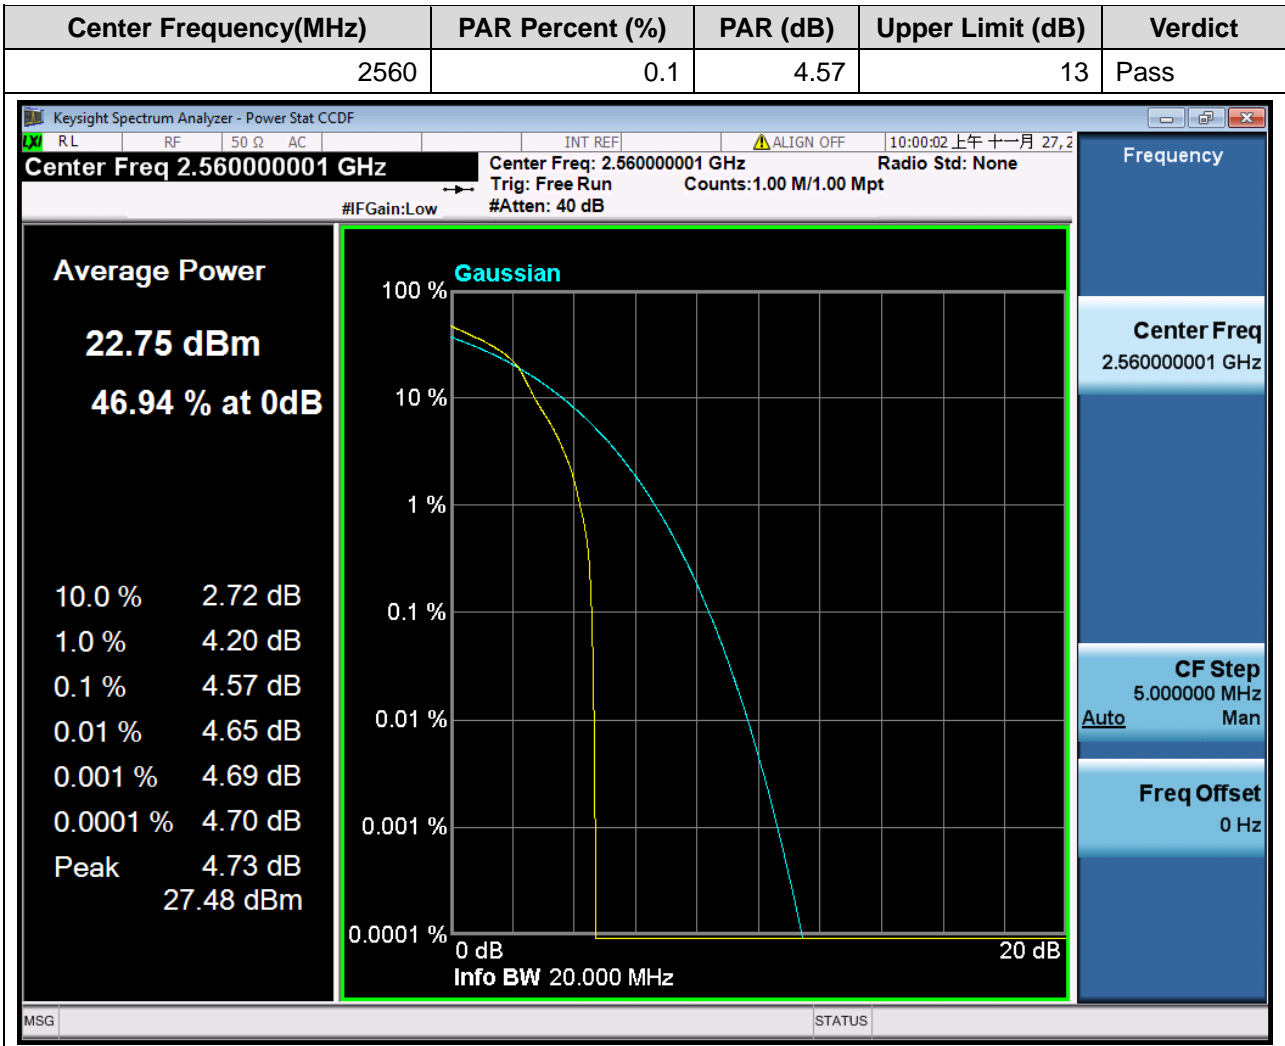 Center Frequency(MHz) PAR Percent (%) PAR (dB) Upper Limit (dB) Verdict
2560 0.1 4.57 13 Pass
Keysight Spectrum Analyzer - Power Stat CCDF
LXI RL RF 50 Ω AC INT REF ALIGN OFF 10:00:02 上午 十一月 27, 2
Center Freq 2.560000001 GHz
Center Freq: 2.560000001 GHz Radio Std: None
Trig: Free Run Counts:1.00 M/1.00 Mpt
#IFGain:Low #Atten: 40 dB
Average Power
22.75 dBm
46.94 % at 0dB
10.0 % 2.72 dB
1.0 % 4.20 dB
0.1 % 4.57 dB
0.01 % 4.65 dB
0.001 % 4.69 dB
0.0001 % 4.70 dB
Peak 4.73 dB
27.48 dBm
Gaussian
100 %
10 %
1 %
0.1 %
0.01 %
0.001 %
0.0001 %
0 dB 20 dB
Info BW 20.000 MHz
Frequency
Center Freq
2.560000001 GHz
CF Step
5.000000 MHz
Auto Man
Freq Offset
0 Hz
MSG STATUS